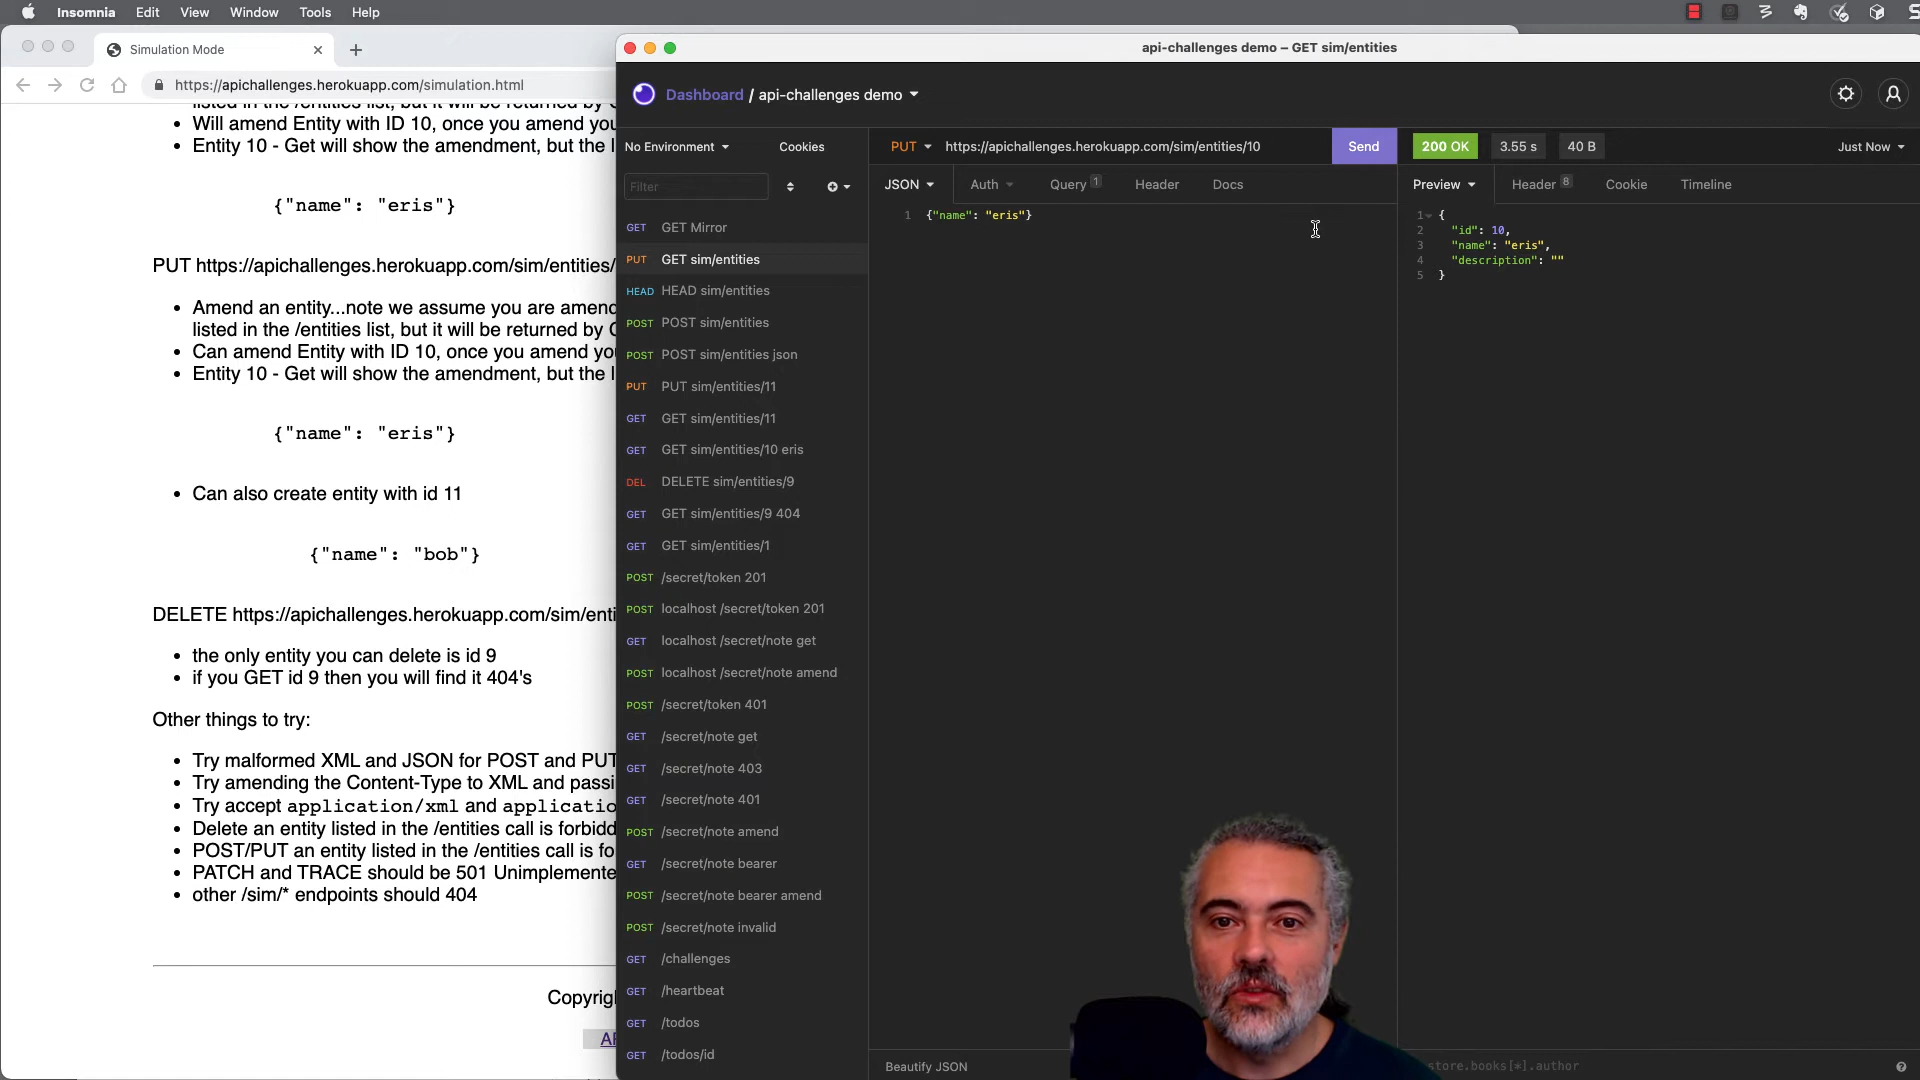 Insomnia Edit View Window Tools Help
Simulation Mode
https://apichallenges.herokuapp.com/simulation.html
listed in the /entities list, but it will be returned by
Will amend Entity with ID 10, once you amend you
Entity 10 - Get will show the amendment, but the l
{"name": "eris"}
PUT https://apichallenges.herokuapp.com/sim/entities/
Amend an entity...note we assume you are amend
listed in the /entities list, but it will be returned by
Can amend Entity with ID 10, once you amend yo
Entity 10 - Get will show the amendment, but the l
{"name": "eris"}
Can also create entity with id 11
{"name": "bob"}
DELETE https://apichallenges.herokuapp.com/sim/enti
the only entity you can delete is id 9
if you GET id 9 then you will find it 404's
Other things to try:
Try malformed XML and JSON for POST and PUT
Try amending the Content-Type to XML and passi
Try accept application/xml and applicatio
Delete an entity listed in the /entities call is forbidd
POST/PUT an entity listed in the /entities call is fo
PATCH and TRACE should be 501 Unimplemente
other /sim/* endpoints should 404
Copyrig
api-challenges demo – GET sim/entities
Dashboard / api-challenges demo
No Environment Cookies
Filter
GET GET Mirror
PUT GET sim/entities
HEAD HEAD sim/entities
POST POST sim/entities
POST POST sim/entities json
PUT PUT sim/entities/11
GET GET sim/entities/11
GET GET sim/entities/10 eris
DEL DELETE sim/entities/9
GET GET sim/entities/9 404
GET GET sim/entities/1
POST /secret/token 201
POST localhost /secret/token 201
GET localhost /secret/note get
POST localhost /secret/note amend
POST /secret/token 401
GET /secret/note get
GET /secret/note 403
GET /secret/note 401
POST /secret/note amend
GET /secret/note bearer
POST /secret/note bearer amend
POST /secret/note invalid
GET /challenges
GET /heartbeat
GET /todos
GET /todos/id
PUT https://apichallenges.herokuapp.com/sim/entities/10 Send
JSON Auth Query 1 Header Docs
1 {"name": "eris"}
Beautify JSON
200 OK 3.55 s 40 B Just Now
Preview Header 8 Cookie Timeline
1 {
2 "id": 10,
3 "name": "eris",
4 "description": ""
5 }
store.books[*].author